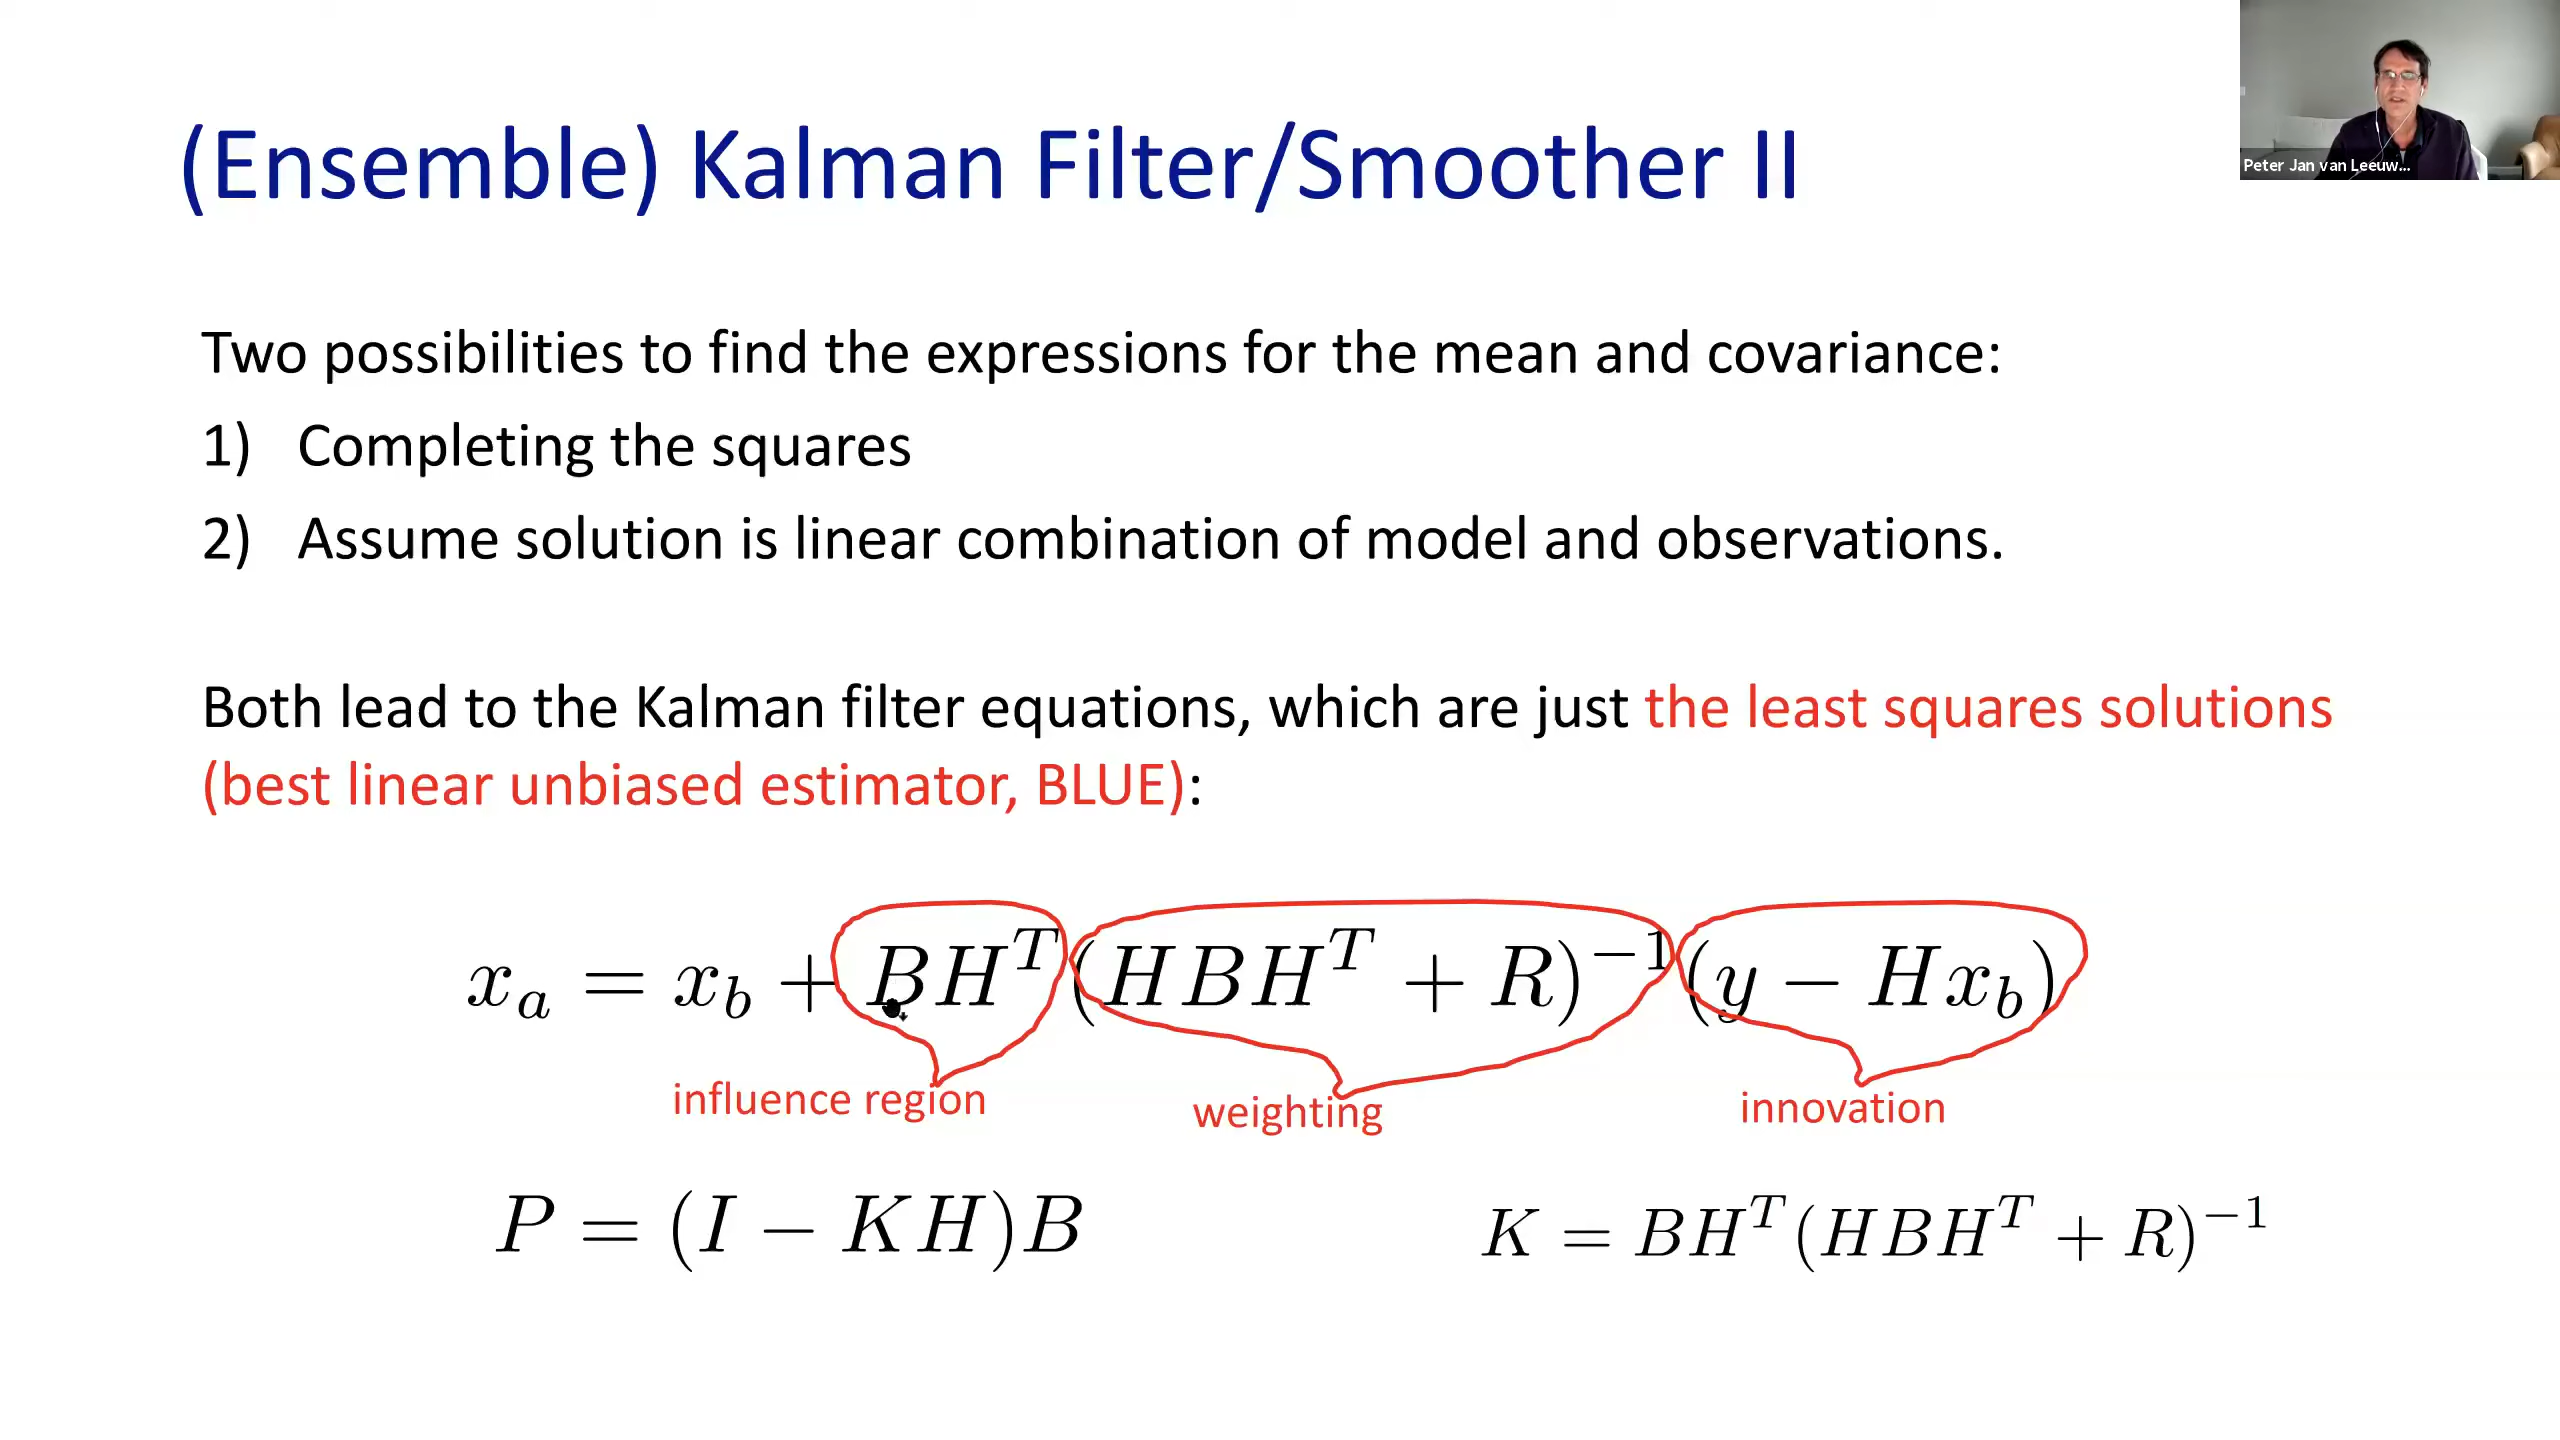 Peter Jan van Leeuw...
(Ensemble) Kalman Filter/Smoother II
Two possibilities to find the expressions for the mean and covariance:
1) Completing the squares
2) Assume solution is linear combination of model and observations.
Both lead to the Kalman filter equations, which are just the least squares solutions
(best linear unbiased estimator, BLUE):
$x_a = x_b + BH^T(HBH^T + R)^{-1}(y - Hx_b)$
influence region weighting innovation
$P = (I - KH)B$ $K = BH^T(HBH^T + R)^{-1}$